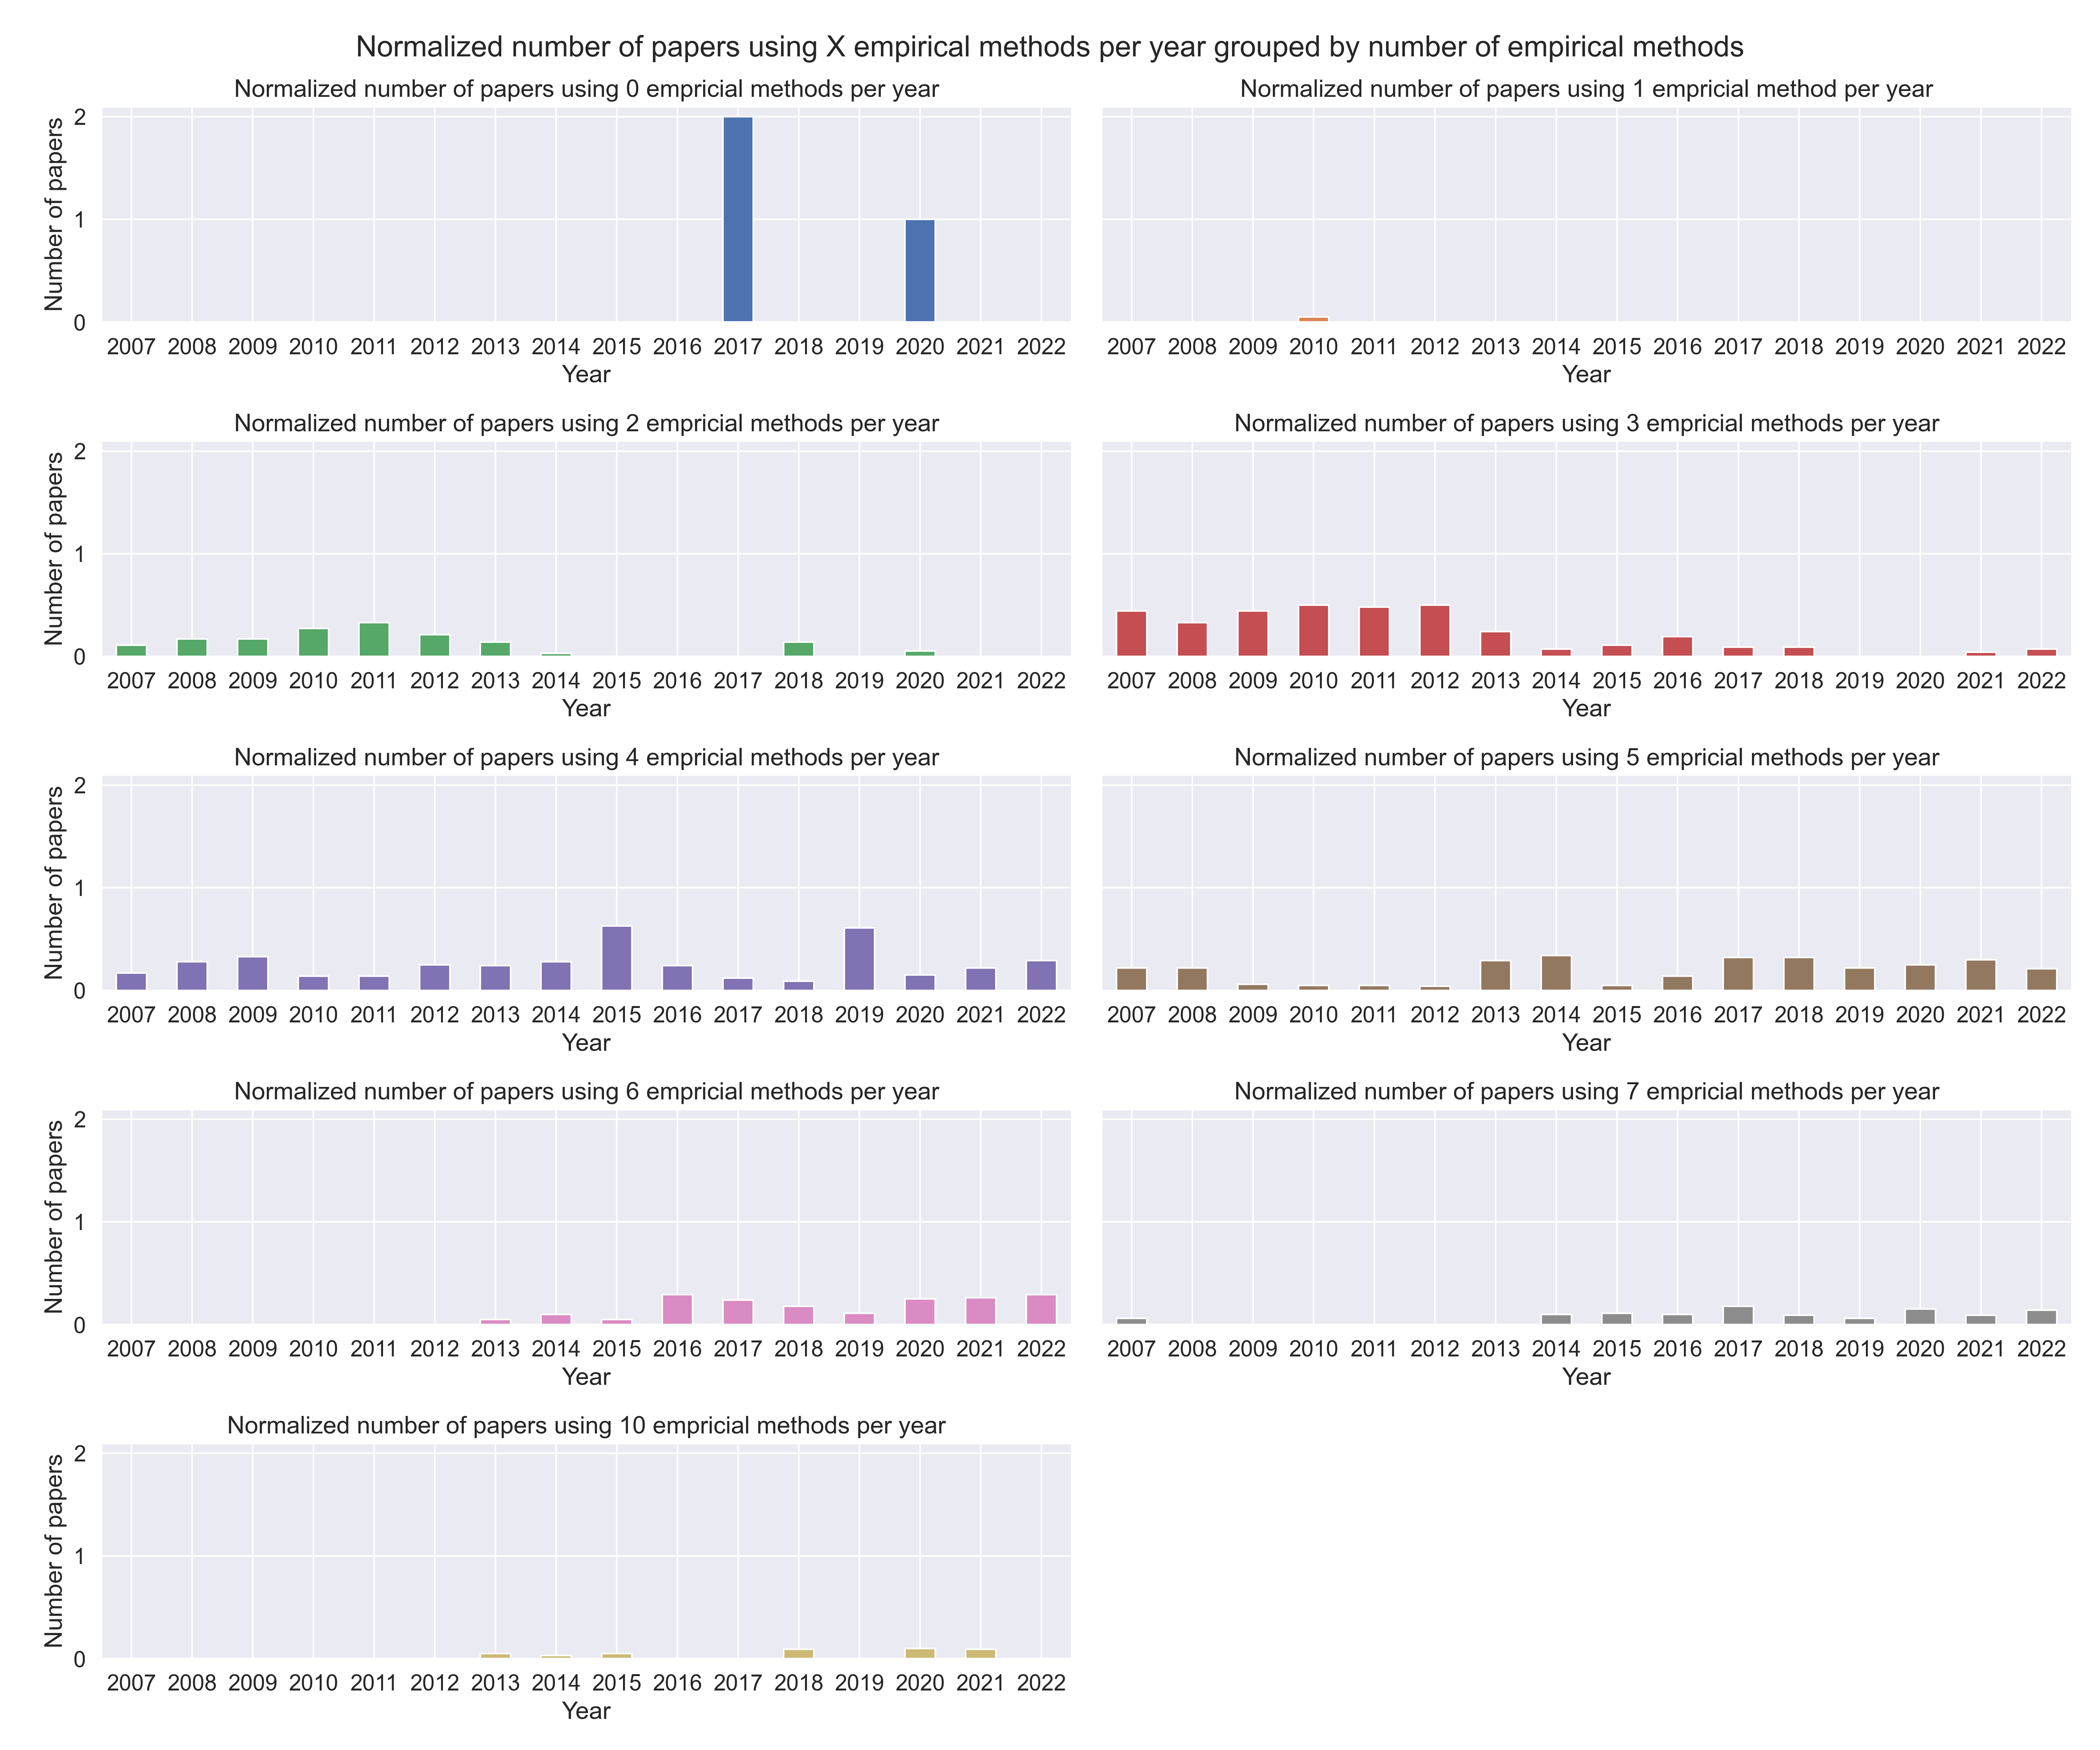 Normalized number of papers using X empirical methods per year grouped by number of empirical methods
Normalized number of papers using 0 empricial methods per year
Number of papers
2
1
0
2007 2008 2009 2010 2011 2012 2013 2014 2015 2016 2017 2018 2019 2020 2021 2022
Year
Normalized number of papers using 1 empricial method per year
2007 2008 2009 2010 2011 2012 2013 2014 2015 2016 2017 2018 2019 2020 2021 2022
Year
Normalized number of papers using 2 empricial methods per year
Number of papers
2
1
0
2007 2008 2009 2010 2011 2012 2013 2014 2015 2016 2017 2018 2019 2020 2021 2022
Year
Normalized number of papers using 3 empricial methods per year
2007 2008 2009 2010 2011 2012 2013 2014 2015 2016 2017 2018 2019 2020 2021 2022
Year
Normalized number of papers using 4 empricial methods per year
Number of papers
2
1
0
2007 2008 2009 2010 2011 2012 2013 2014 2015 2016 2017 2018 2019 2020 2021 2022
Year
Normalized number of papers using 5 empricial methods per year
2007 2008 2009 2010 2011 2012 2013 2014 2015 2016 2017 2018 2019 2020 2021 2022
Year
Normalized number of papers using 6 empricial methods per year
Number of papers
2
1
0
2007 2008 2009 2010 2011 2012 2013 2014 2015 2016 2017 2018 2019 2020 2021 2022
Year
Normalized number of papers using 7 empricial methods per year
2007 2008 2009 2010 2011 2012 2013 2014 2015 2016 2017 2018 2019 2020 2021 2022
Year
Normalized number of papers using 10 empricial methods per year
Number of papers
2
1
0
2007 2008 2009 2010 2011 2012 2013 2014 2015 2016 2017 2018 2019 2020 2021 2022
Year